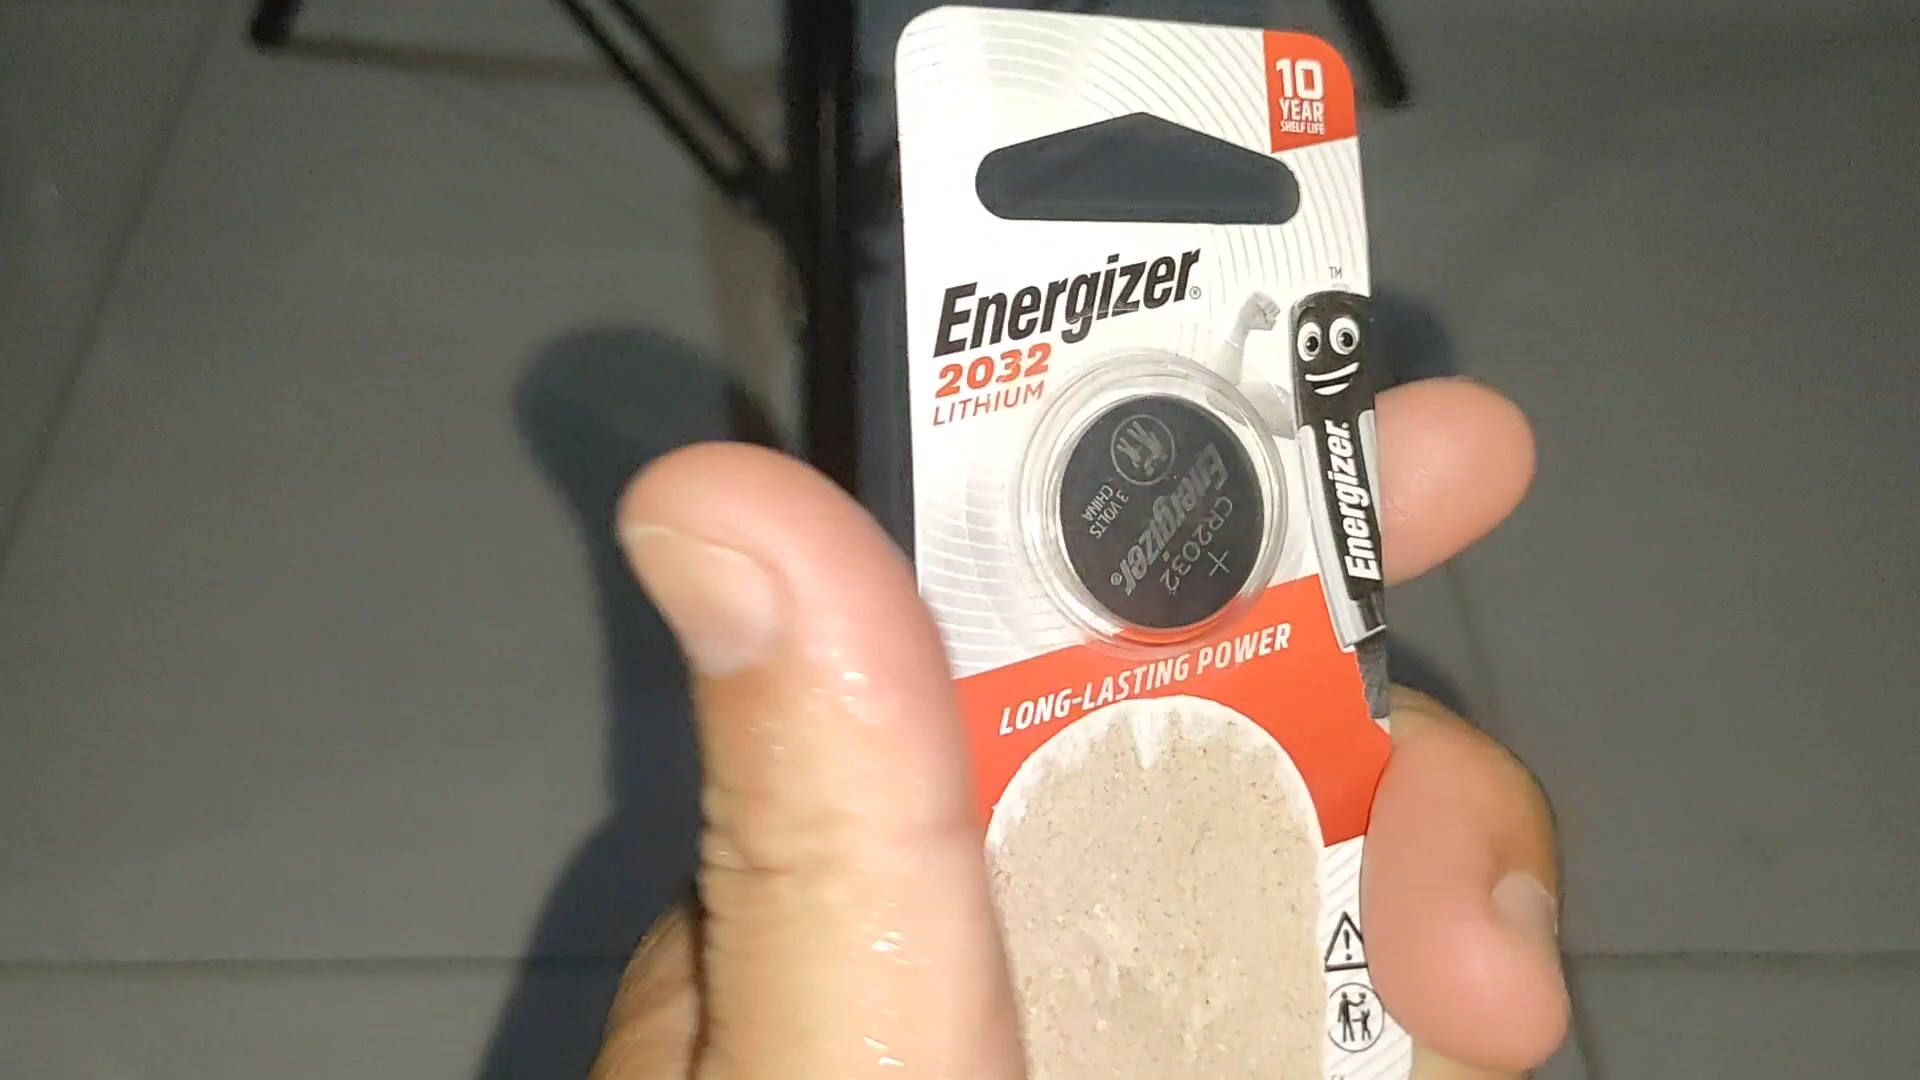 10
YEAR
SHELF LIFE
Energizer®
2032
LITHIUM
TM
Energizer.
CR2032
Energizer®
3 VOLTS
CHINA
+
LONG-LASTING POWER